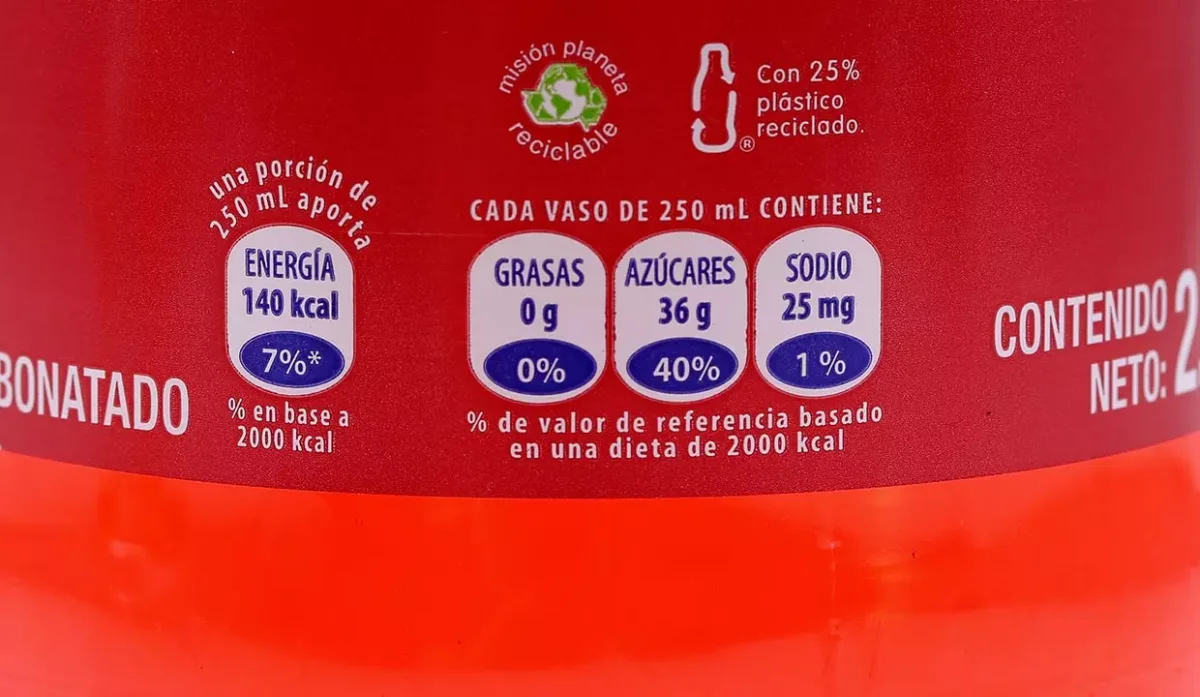 misión planeta
reciclable
Con 25%
plástico
reciclado.
®
una porción de
250 mL aporta
ENERGÍA
140 kcal
7%*
% en base a
2000 kcal
CADA VASO DE 250 mL CONTIENE:
GRASAS
0 g
0%
AZÚCARES
36 g
40%
SODIO
25 mg
1 %
% de valor de referencia basado
en una dieta de 2000 kcal
BONATADO
CONTENIDO
NETO: